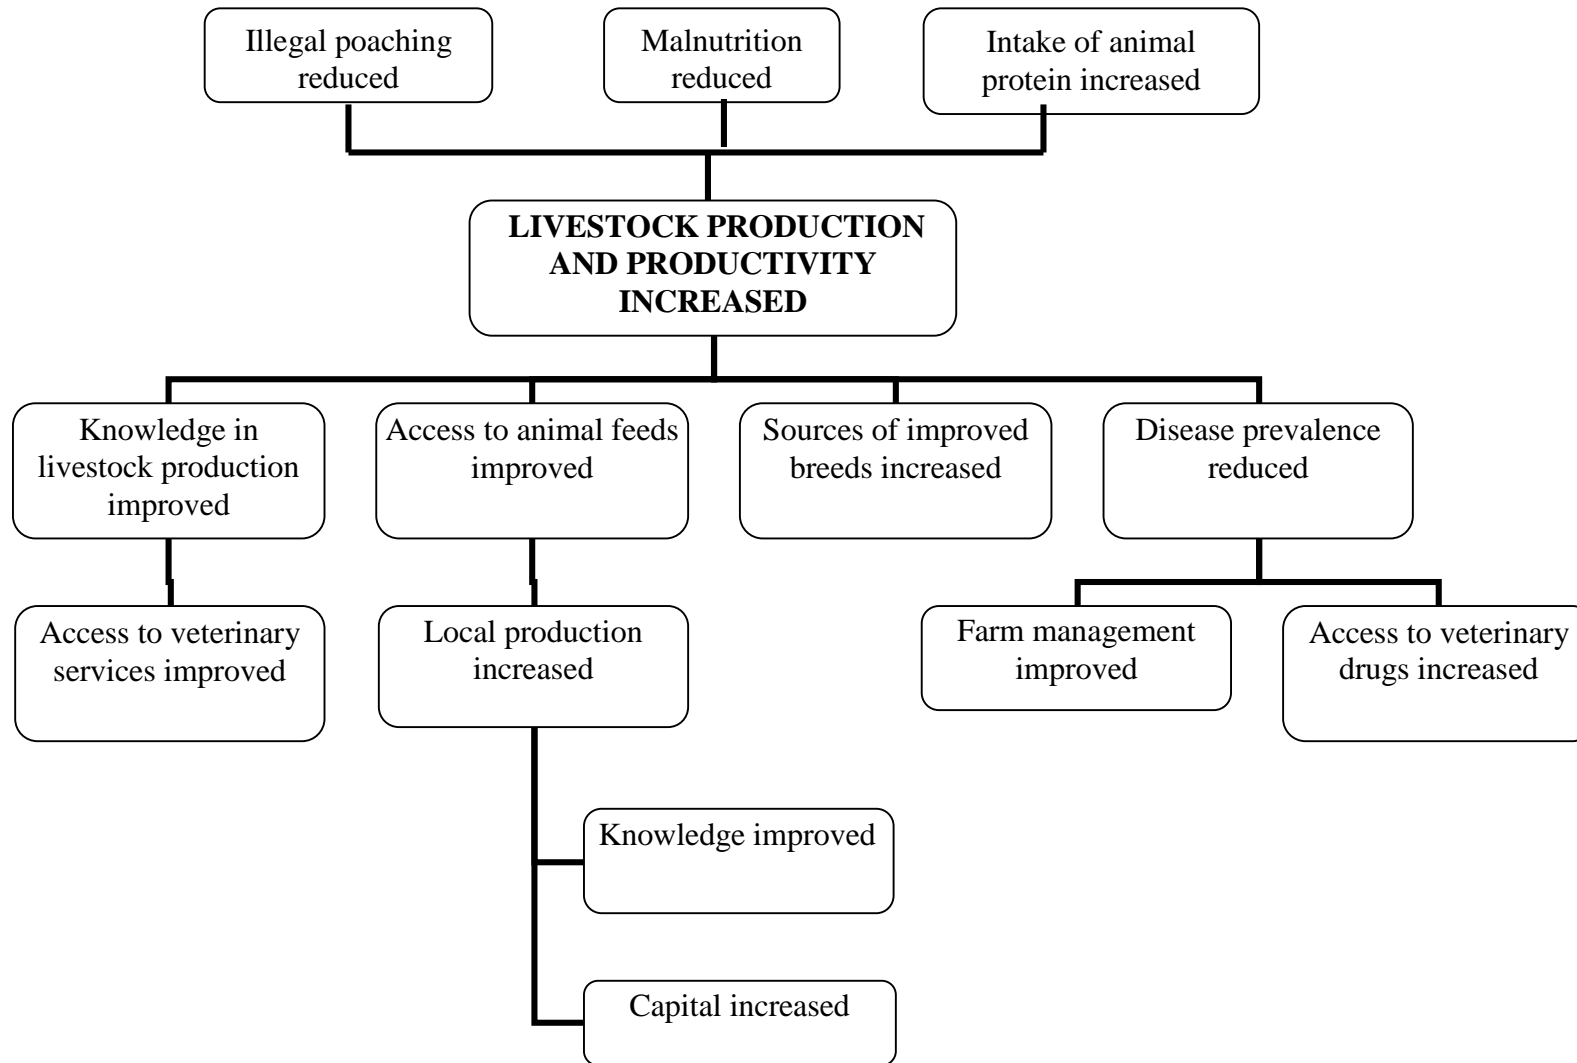 Illegal poaching
reduced
Malnutrition
reduced
Intake of animal
protein increased
LIVESTOCK PRODUCTION
AND PRODUCTIVITY
INCREASED
Knowledge in
livestock production
improved
Access to animal feeds
improved
Sources of improved
breeds increased
Disease prevalence
reduced
Access to veterinary
services improved
Local production
increased
Farm management
improved
Access to veterinary
drugs increased
Knowledge improved
Capital increased